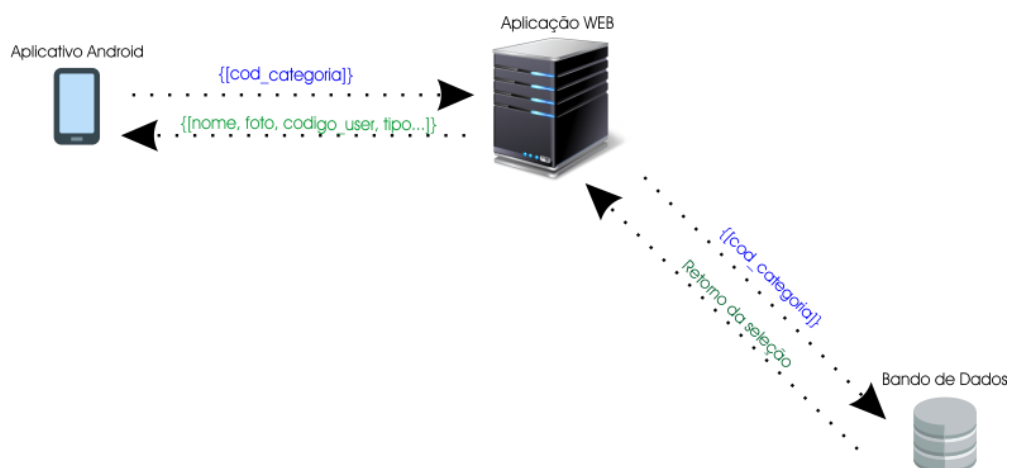 Aplicação WEB
Aplicativo Android
{[cod_categoria]}
{[nome, foto, codigo_user, tipo...]}
{[cod_categoria]}
Retorno da seleção
Bando de Dados